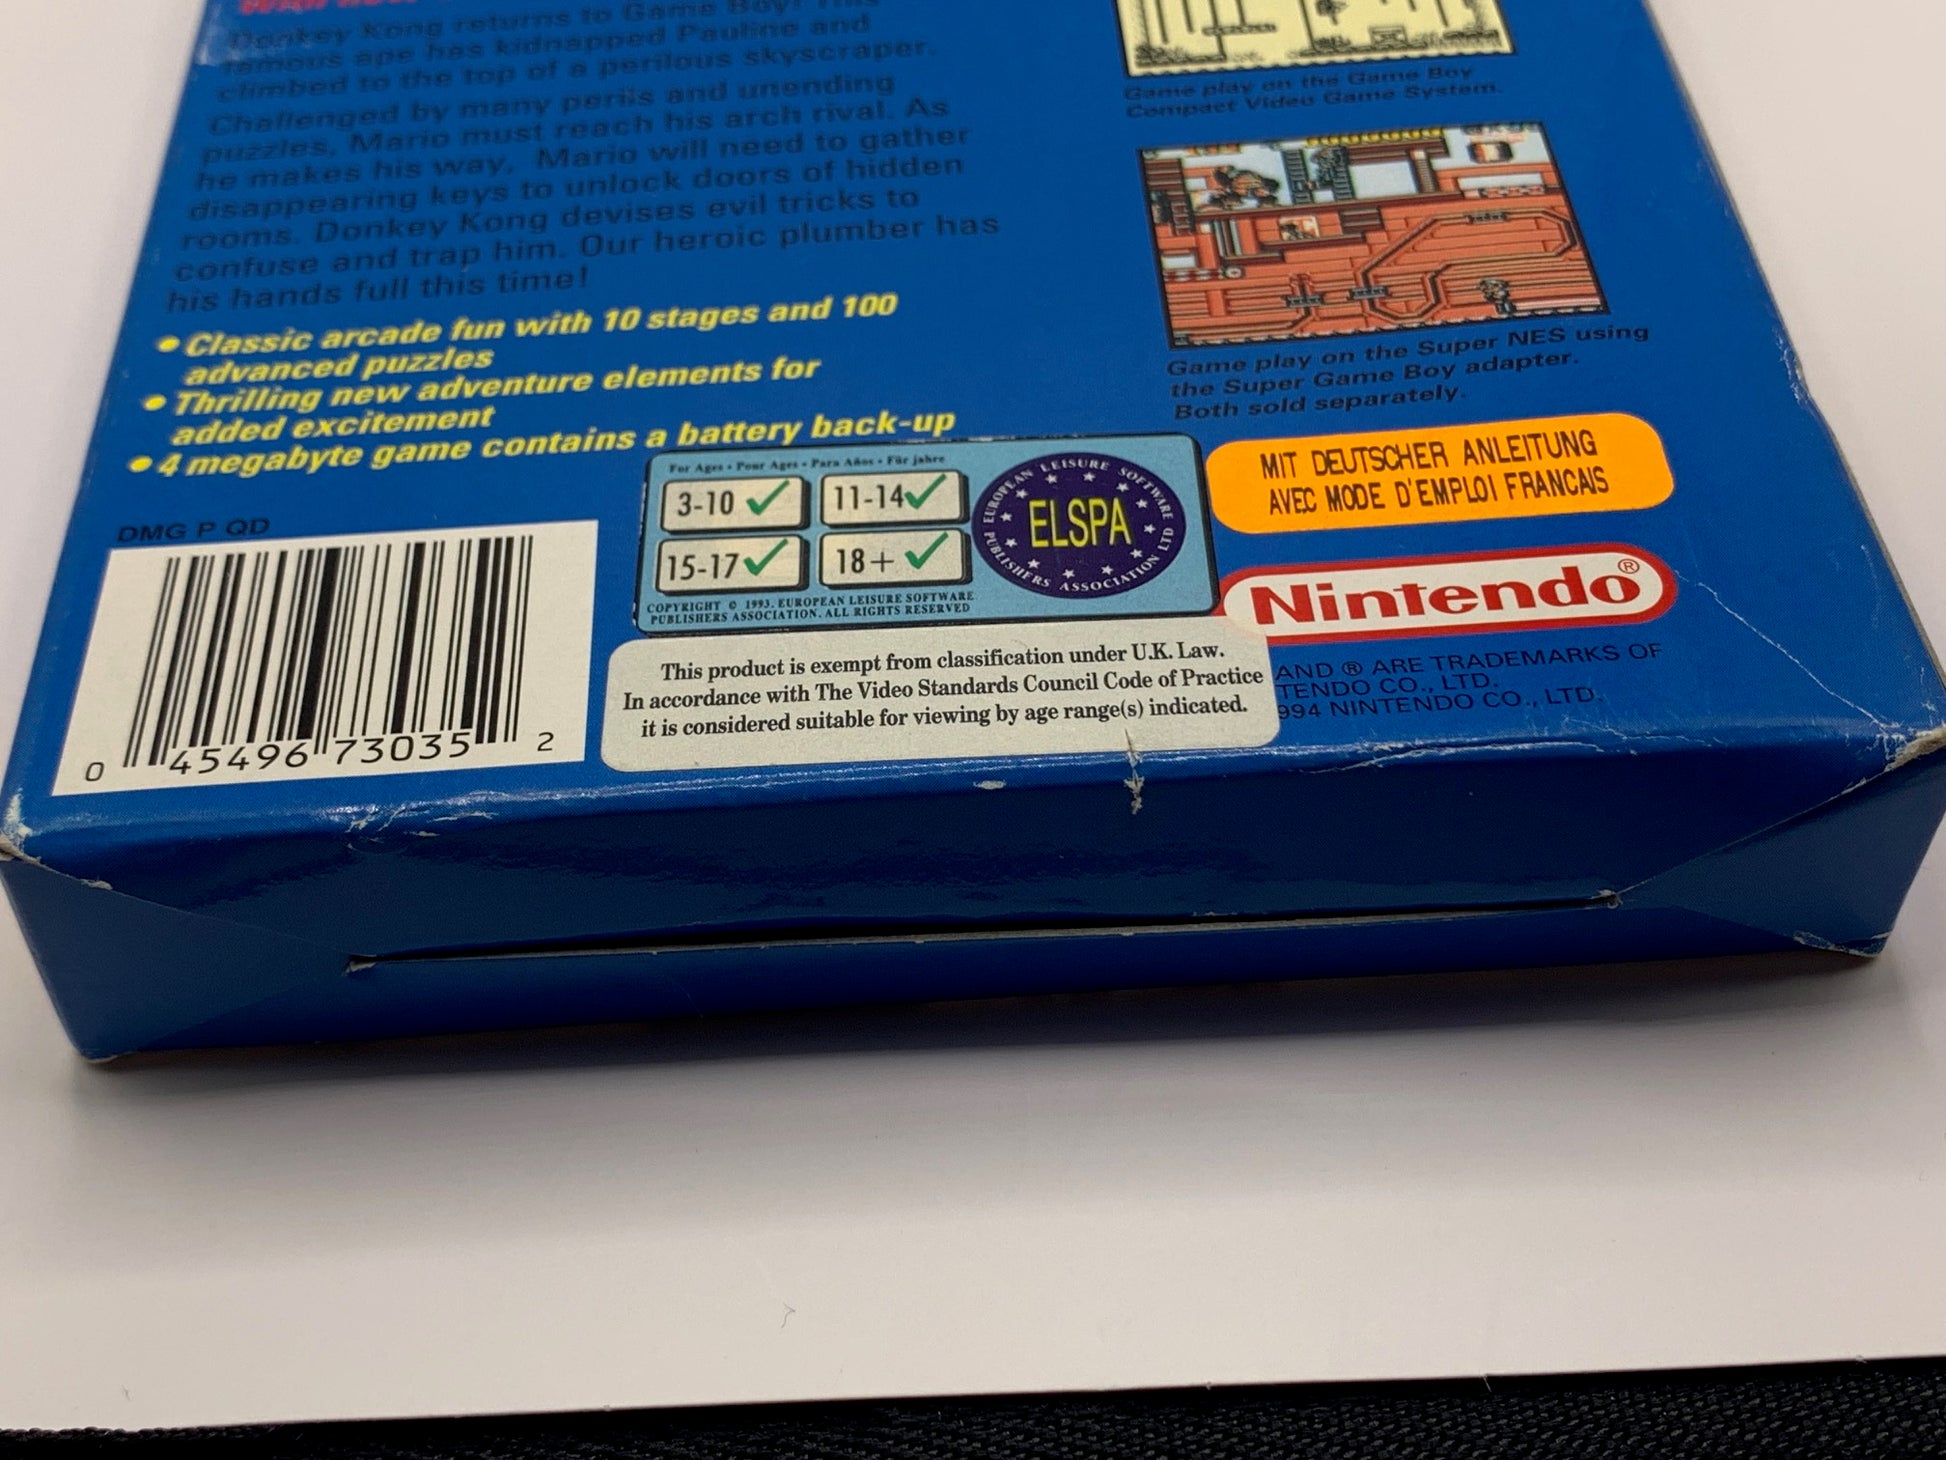 Donkey Kong returns to Game Boy! This
famous ape has kidnapped Pauline and
climbed to the top of a perilous skyscraper.
Challenged by many perils and unending
puzzles, Mario must reach his arch rival. As
he makes his way, Mario will need to gather
disappearing keys to unlock doors of hidden
rooms. Donkey Kong devises evil tricks to
confuse and trap him. Our heroic plumber has
his hands full this time!
• Classic arcade fun with 10 stages and 100
advanced puzzles
• Thrilling new adventure elements for
added excitement
• 4 megabyte game contains a battery back-up
Game play on the Game Boy
Compact Video Game System.
Game play on the Super NES using
the Super Game Boy adapter.
Both sold separately.
MIT DEUTSCHER ANLEITUNG
AVEC MODE D'EMPLOI FRANCAIS
DMG P QD
0 45496 73035 2
For Ages • Pour Ages • Para Años • Für jahre
3-10 11-14
15-17 18+
COPYRIGHT © 1993. EUROPEAN LEISURE SOFTWARE
PUBLISHERS ASSOCIATION. ALL RIGHTS RESERVED
EUROPEAN LEISURE SOFTWARE
ELSPA
PUBLISHERS ASSOCIATION LTD
Nintendo®
This product is exempt from classification under U.K. Law.
In accordance with The Video Standards Council Code of Practice
it is considered suitable for viewing by age range(s) indicated.
AND ® ARE TRADEMARKS OF
TENDO CO., LTD.
994 NINTENDO CO., LTD.